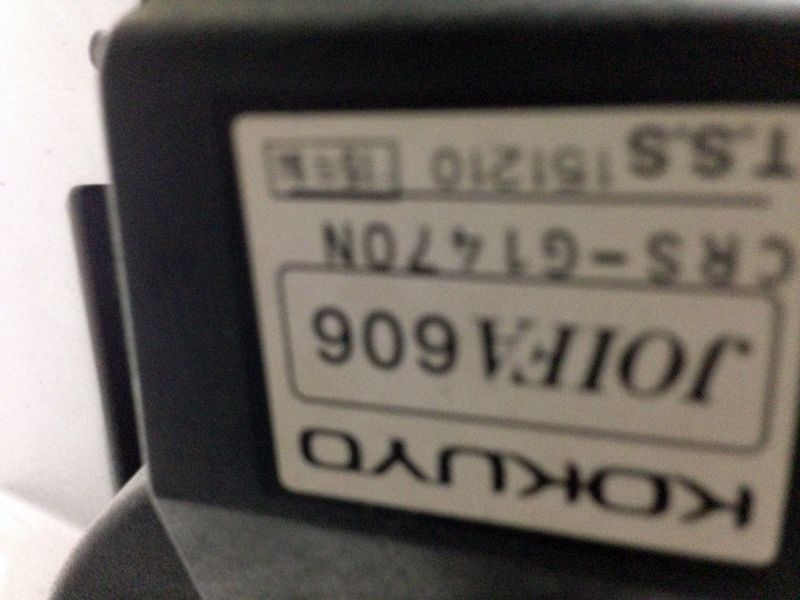 KOKUYO
JOIFA606
CRS-G1470N
T.S.S 151210